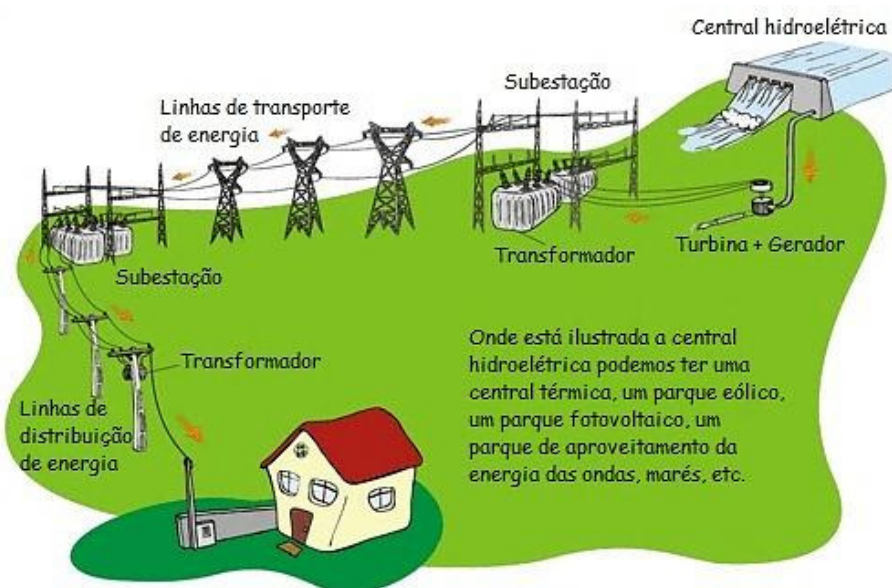 Central hidroelétrica
Subestação
Linhas de transporte
de energia
Transformador
Turbina + Gerador
Subestação
Transformador
Linhas de
distribuição
de energia
Onde está ilustrada a central
hidroelétrica podemos ter uma
central térmica, um parque eólico,
um parque fotovoltaico, um
parque de aproveitamento da
energia das ondas, marés, etc.